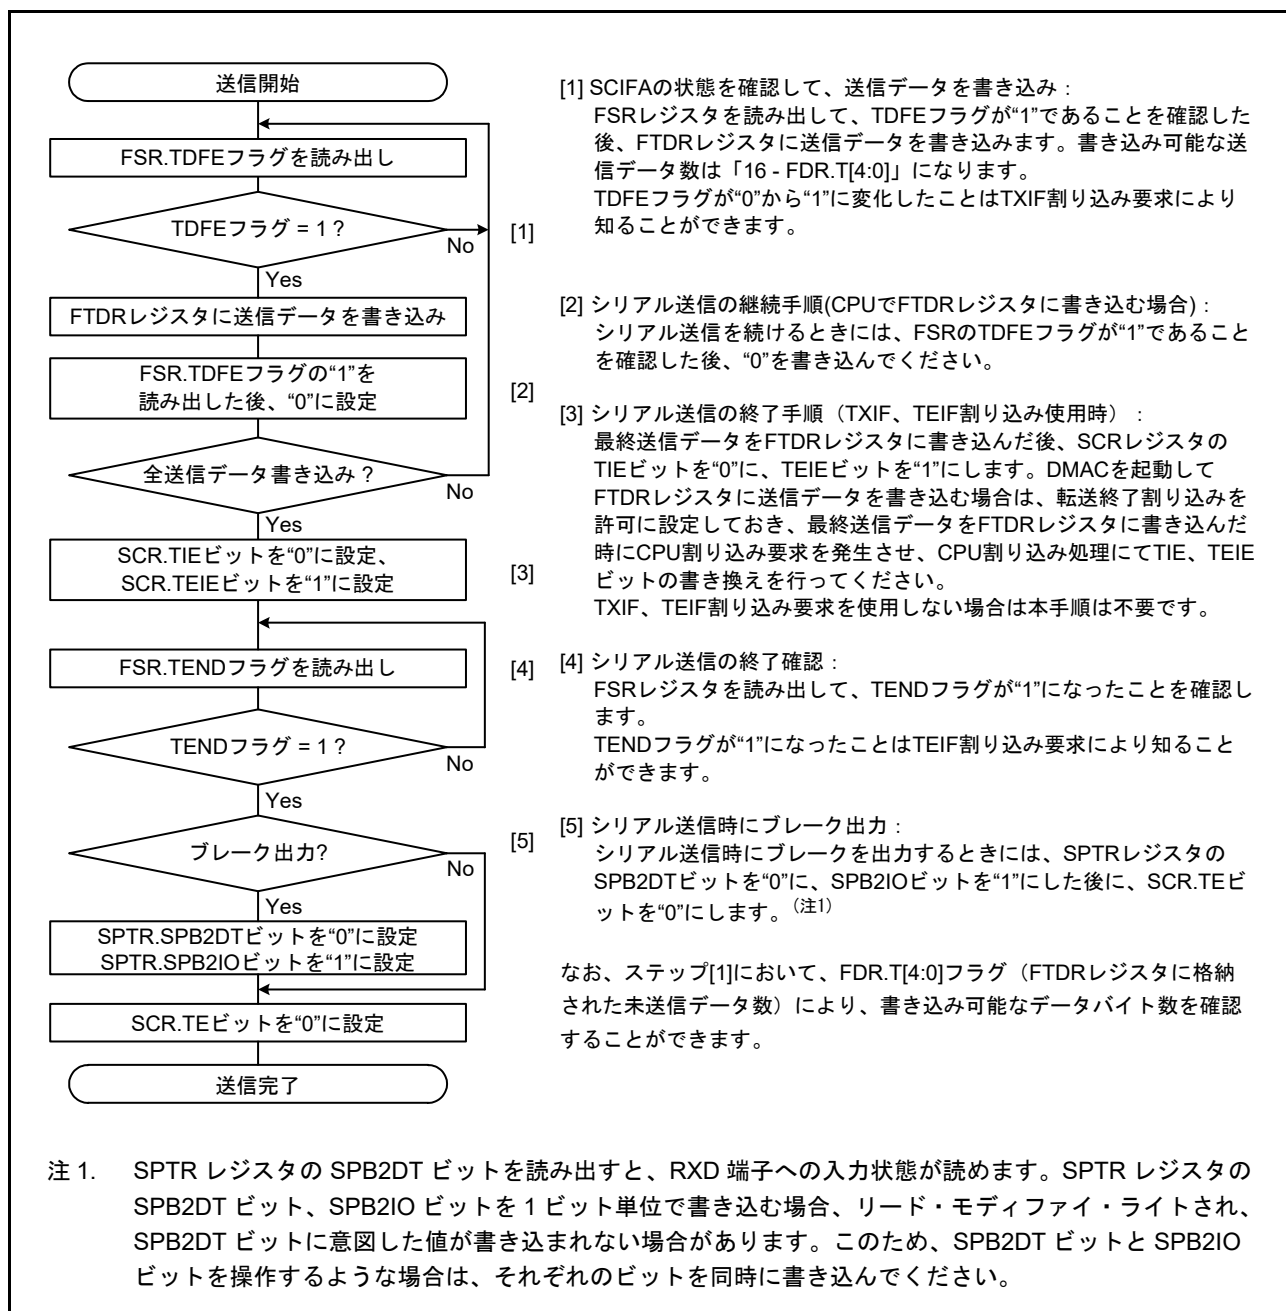 送信開始
FSR.TDFEフラグを読み出し
TDFEフラグ = 1 ?
No
[1]
Yes
FTDRレジスタに送信データを書き込み
FSR.TDFEフラグの“1”を
読み出した後、“0”に設定
[2]
全送信データ書き込み ?
No
Yes
SCR.TIEビットを“0”に設定、
SCR.TEIEビットを“1”に設定
[3]
FSR.TENDフラグを読み出し
[4]
TENDフラグ = 1 ?
No
Yes
ブレーク出力?
[5]
No
Yes
SPTR.SPB2DTビットを“0”に設定
SPTR.SPB2IOビットを“1”に設定
SCR.TEビットを“0”に設定
送信完了
[1] SCIFAの状態を確認して、送信データを書き込み :
FSRレジスタを読み出して、TDFEフラグが“1”であることを確認した
後、FTDRレジスタに送信データを書き込みます。書き込み可能な送
信データ数は「16 - FDR.T[4:0]」になります。
TDFEフラグが“0”から“1”に変化したことはTXIF割り込み要求により
知ることができます。
[2] シリアル送信の継続手順(CPUでFTDRレジスタに書き込む場合) :
シリアル送信を続けるときには、FSRのTDFEフラグが“1”であること
を確認した後、“0”を書き込んでください。
[3] シリアル送信の終了手順（TXIF、TEIF割り込み使用時） :
最終送信データをFTDRレジスタに書き込んだ後、SCRレジスタの
TIEビットを“0”に、TEIEビットを“1”にします。DMACを起動して
FTDRレジスタに送信データを書き込む場合は、転送終了割り込みを
許可に設定しておき、最終送信データをFTDRレジスタに書き込んだ
時にCPU割り込み要求を発生させ、CPU割り込み処理にてTIE、TEIE
ビットの書き換えを行ってください。
TXIF、TEIF割り込み要求を使用しない場合は本手順は不要です。
[4] シリアル送信の終了確認 :
FSRレジスタを読み出して、TENDフラグが“1”になったことを確認し
ます。
TENDフラグが“1”になったことはTEIF割り込み要求により知ること
ができます。
[5] シリアル送信時にブレーク出力 :
シリアル送信時にブレークを出力するときには、SPTRレジスタの
SPB2DTビットを“0”に、SPB2IOビットを“1”にした後に、SCR.TEビ
ットを“0”にします。（注1）
なお、ステップ[1]において、FDR.T[4:0]フラグ（FTDRレジスタに格納
された未送信データ数）により、書き込み可能なデータバイト数を確認
することができます。
注 1. SPTR レジスタの SPB2DT ビットを読み出すと、RXD 端子への入力状態が読めます。SPTR レジスタの
SPB2DT ビット、SPB2IO ビットを 1 ビット単位で書き込む場合、リード・モディファイ・ライトされ、
SPB2DT ビットに意図した値が書き込まれない場合があります。このため、SPB2DT ビットと SPB2IO
ビットを操作するような場合は、それぞれのビットを同時に書き込んでください。